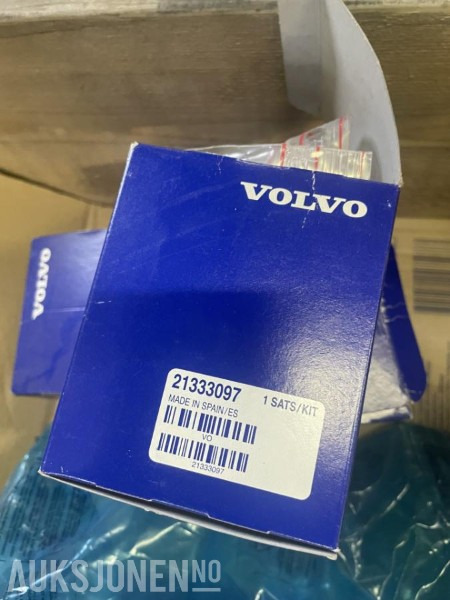 VOLVO
VOLVO
21333097 1 SATS/KIT
MADE IN SPAIN/ES
VO
21333097
AUKSJONEN.NO